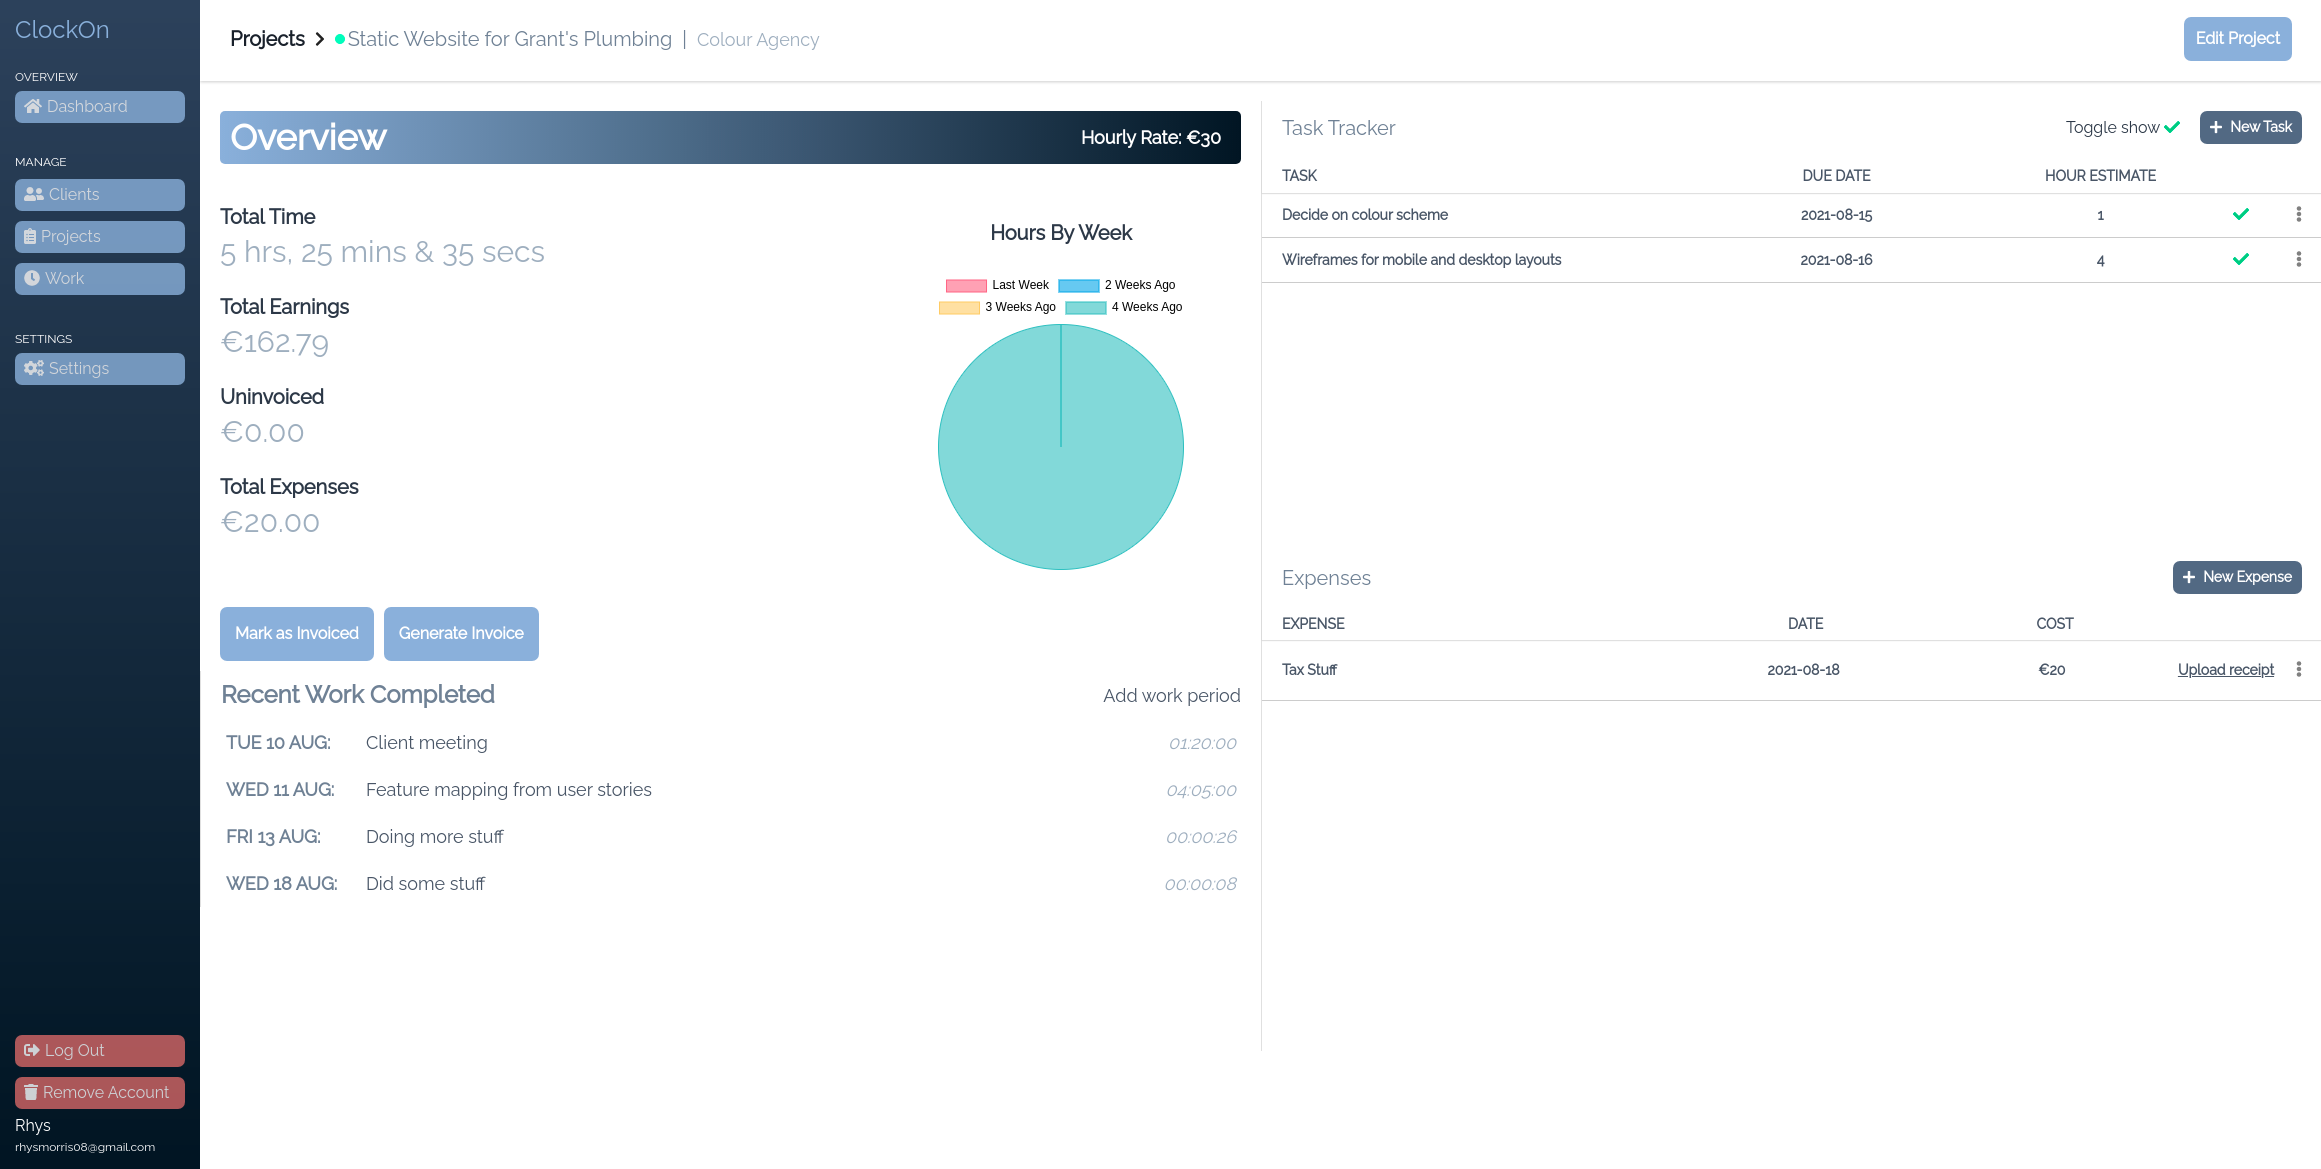 ClockOn
OVERVIEW
Dashboard
MANAGE
Clients
Projects
Work
SETTINGS
Settings
Log Out
Remove Account
Rhys
rhysmorris08@gmail.com
Projects Static Website for Grant's Plumbing | Colour Agency
Edit Project
Overview Hourly Rate: €30
Total Time
5 hrs, 25 mins & 35 secs
Total Earnings
€162.79
Uninvoiced
€0.00
Total Expenses
€20.00
Hours By Week
Last Week 2 Weeks Ago
3 Weeks Ago 4 Weeks Ago
Mark as Invoiced Generate Invoice
Recent Work Completed Add work period
TUE 10 AUG: Client meeting 01:20:00
WED 11 AUG: Feature mapping from user stories 04:05:00
FRI 13 AUG: Doing more stuff 00:00:26
WED 18 AUG: Did some stuff 00:00:08
Task Tracker Toggle show + New Task
TASK DUE DATE HOUR ESTIMATE
Decide on colour scheme 2021-08-15 1
Wireframes for mobile and desktop layouts 2021-08-16 4
Expenses + New Expense
EXPENSE DATE COST
Tax Stuff 2021-08-18 €20 Upload receipt